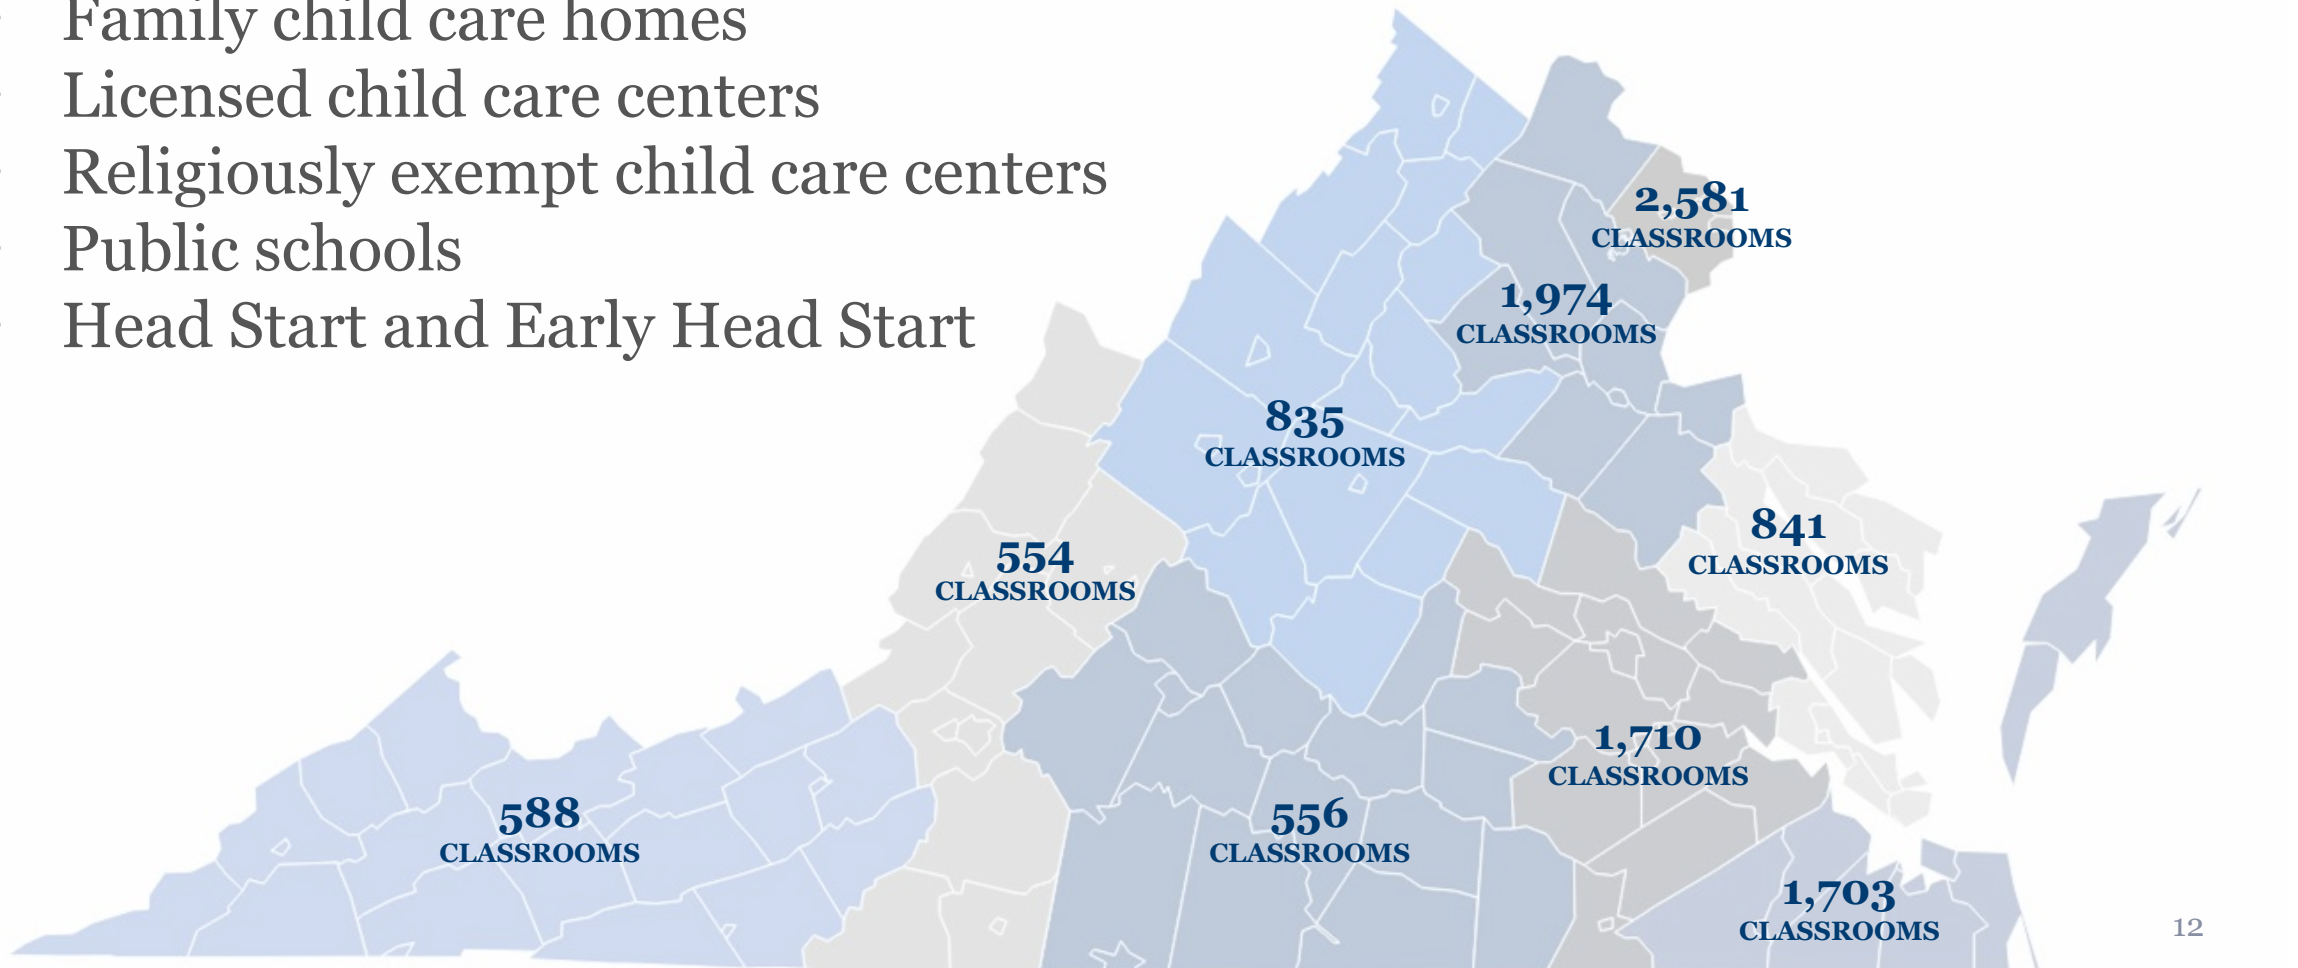 Family child care homes
Licensed child care centers
Religiously exempt child care centers
Public schools
Head Start and Early Head Start
2,581
CLASSROOMS
1,974
CLASSROOMS
835
CLASSROOMS
841
CLASSROOMS
554
CLASSROOMS
1,710
CLASSROOMS
588
CLASSROOMS
556
CLASSROOMS
1,703
CLASSROOMS
12